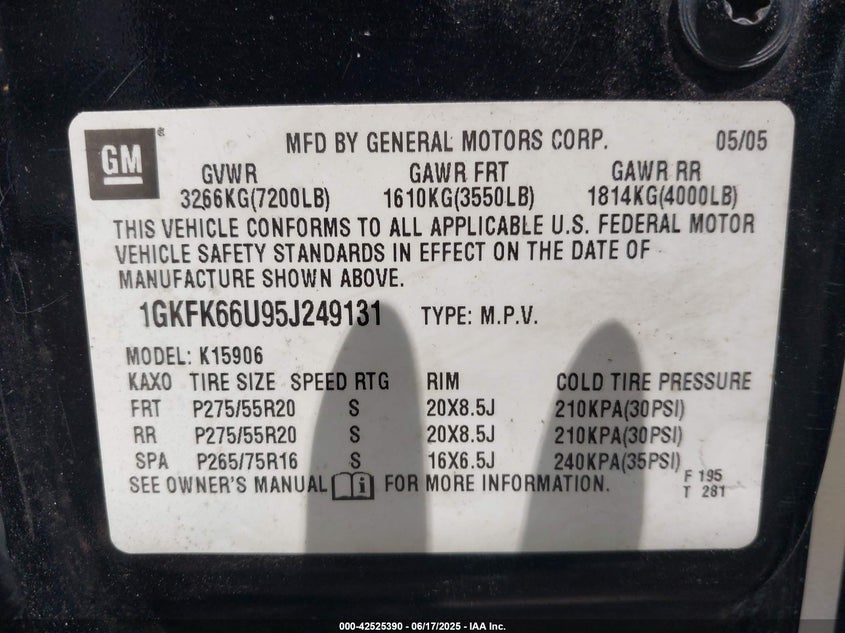 GM
MFD BY GENERAL MOTORS CORP. 05/05
GVWR GAWR FRT GAWR RR
3266KG(7200LB) 1610KG(3550LB) 1814KG(4000LB)
THIS VEHICLE CONFORMS TO ALL APPLICABLE U.S. FEDERAL MOTOR
VEHICLE SAFETY STANDARDS IN EFFECT ON THE DATE OF
MANUFACTURE SHOWN ABOVE.
1GKFK66U95J249131 TYPE: M.P.V.
MODEL: K15906
KAXO TIRE SIZE SPEED RTG RIM COLD TIRE PRESSURE
FRT P275/55R20 S 20X8.5J 210KPA(30PSI)
RR P275/55R20 S 20X8.5J 210KPA(30PSI)
SPA P265/75R16 S 16X6.5J 240KPA(35PSI)
SEE OWNER'S MANUAL i FOR MORE INFORMATION.
F 195
T 281
000-42525390 - 06/17/2025 - IAA Inc.